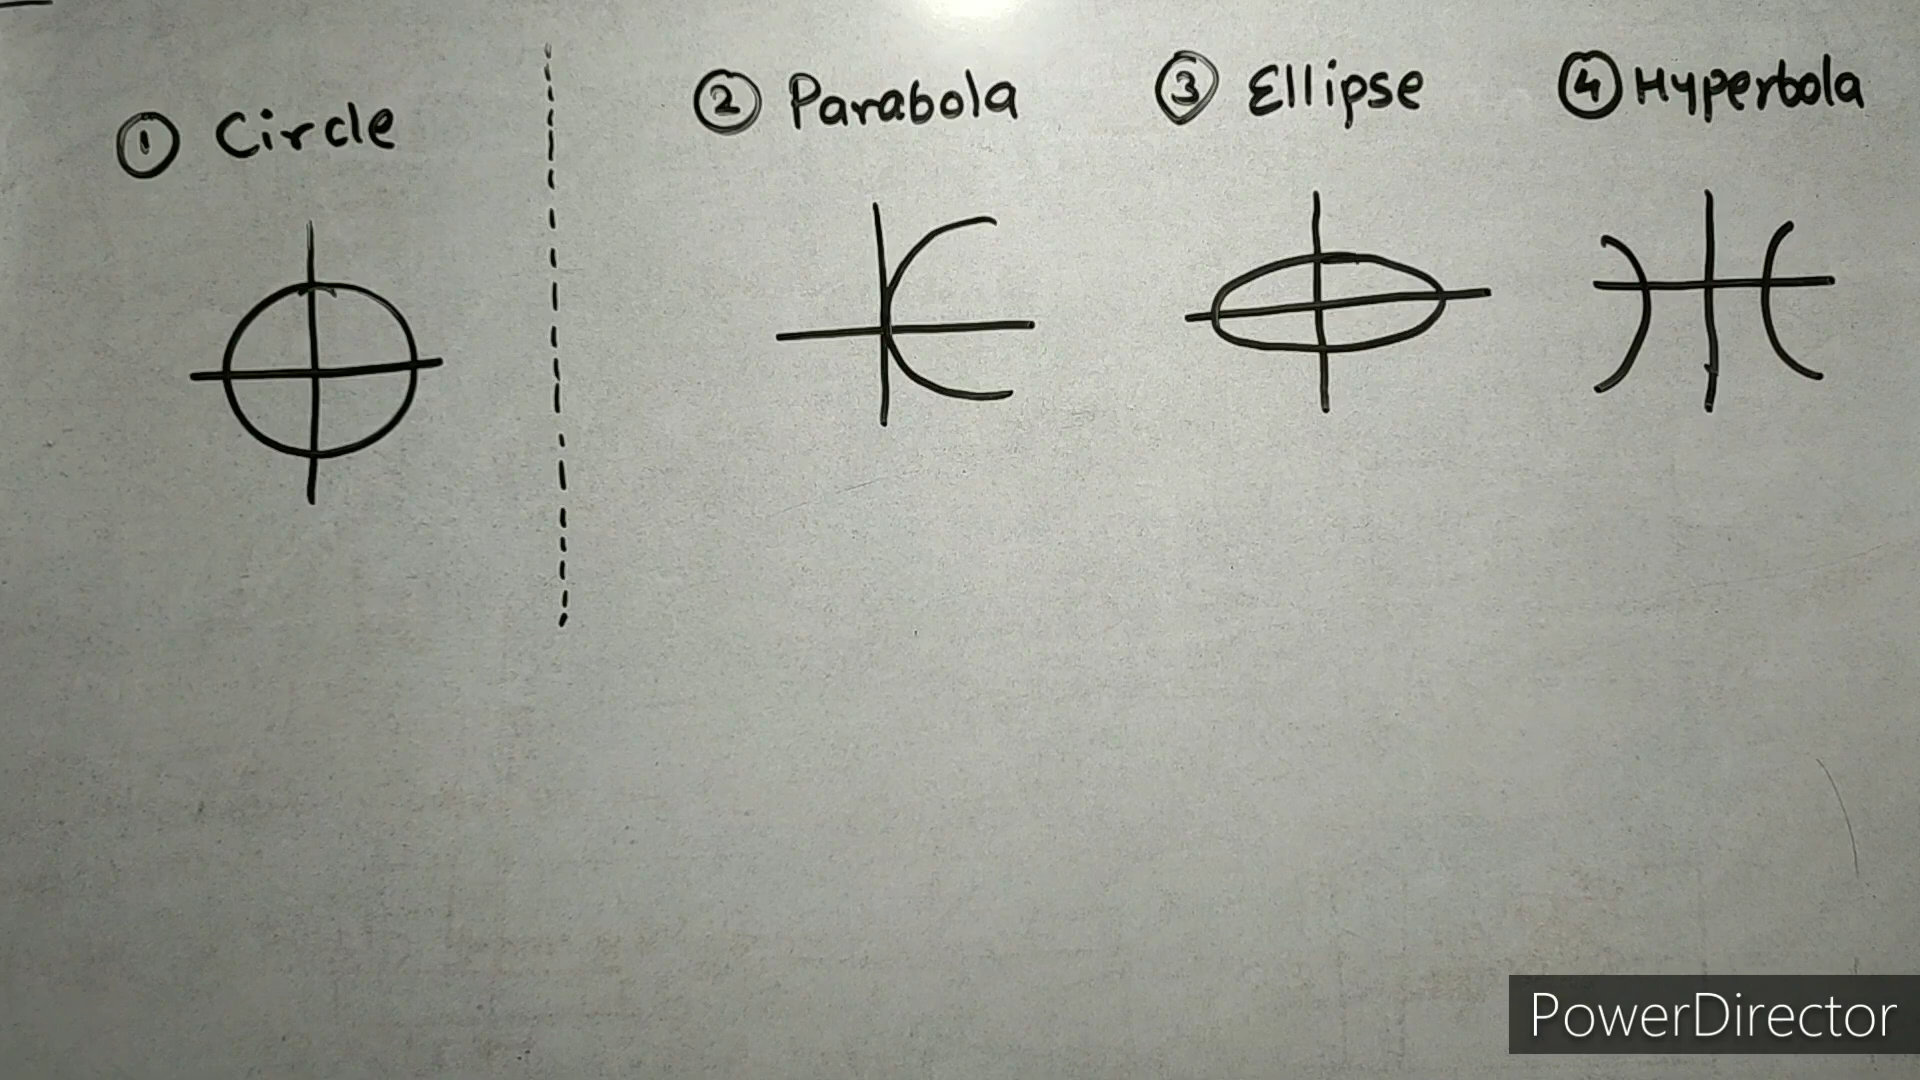 ① Circle
② Parabola
③ Ellipse
④ Hyperbola
PowerDirector